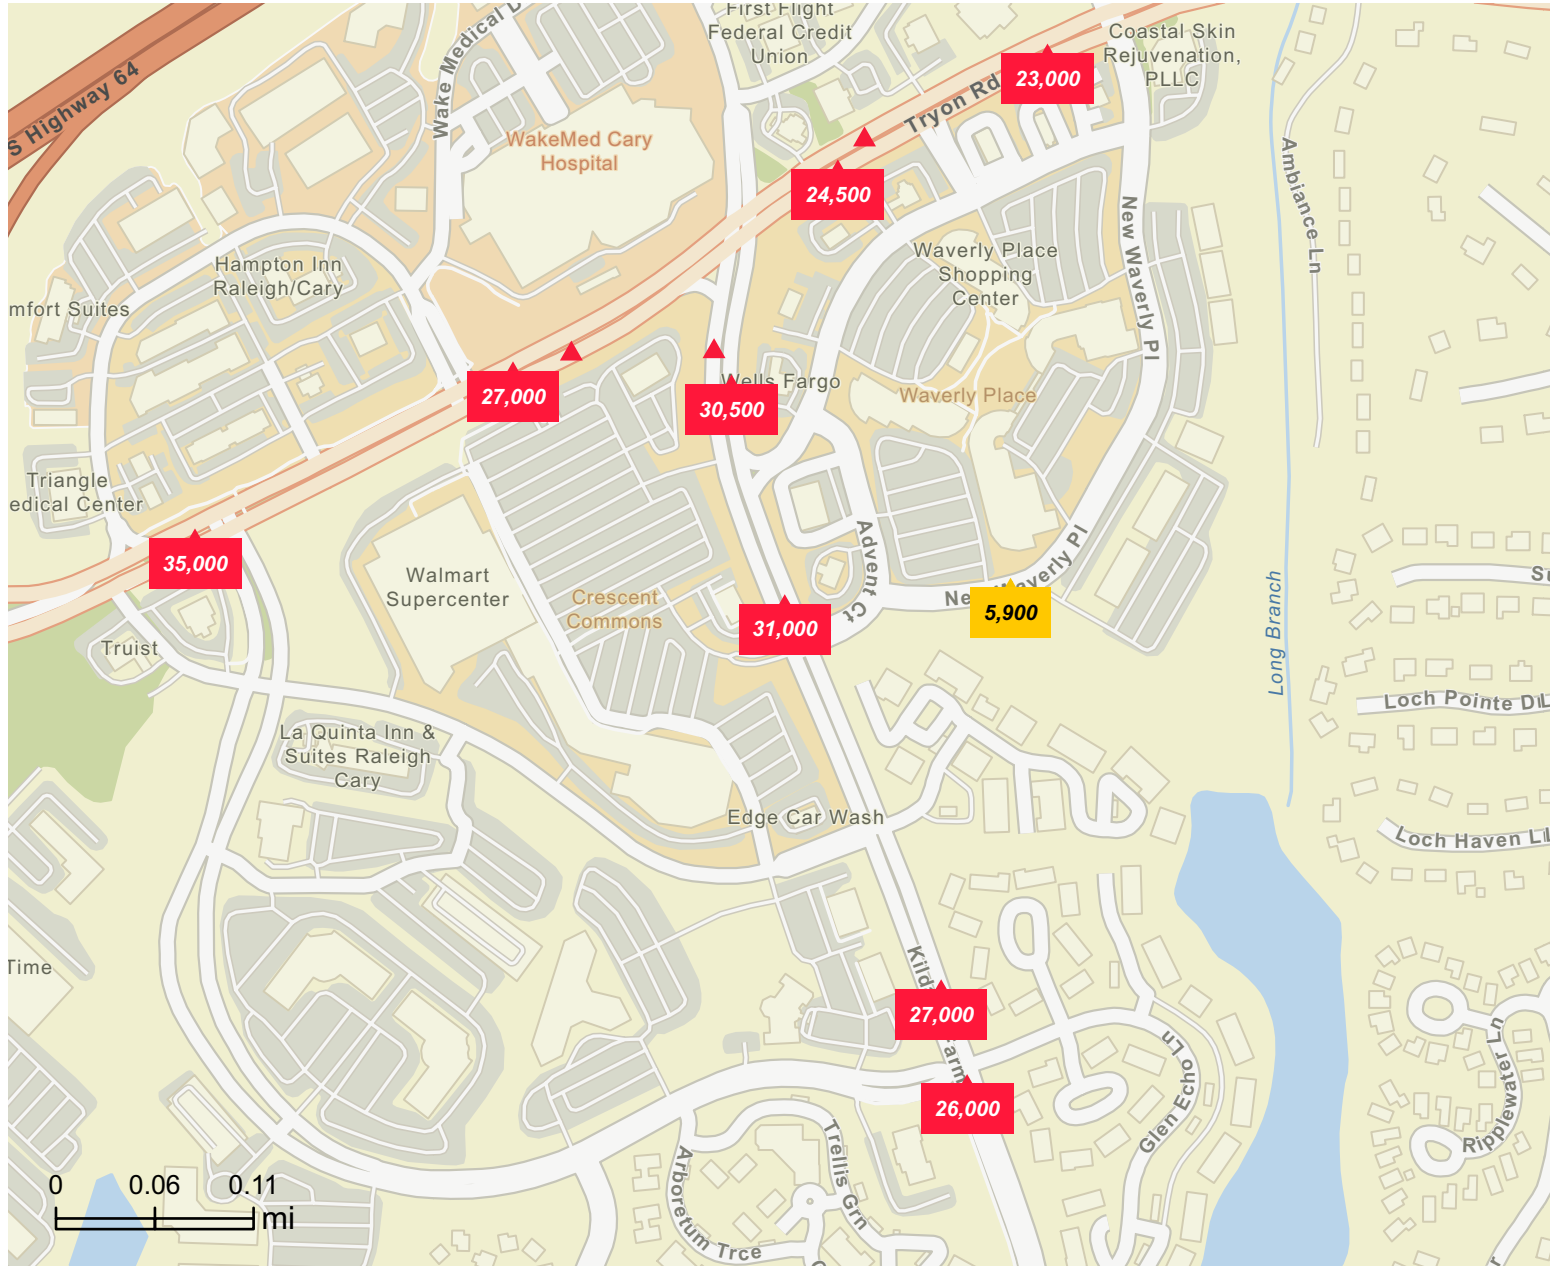 First Flight
Federal Credit
Union
Coastal Skin
Rejuvenation,
PLLC
Wake Medical D
S Highway 64
23,000
Tryon Rd
WakeMed Cary
Hospital
24,500
Ambiance Ln
New Waverly Pl
Hampton Inn
Raleigh/Cary
Waverly Place
Shopping
Center
mfort Suites
27,000
Wells Fargo
30,500
Waverly Place
Triangle
edical Center
35,000
Walmart
Supercenter
Crescent
Commons
Advent Ct
New Waverly Pl
5,900
31,000
Long Branch
Truist
Loch Pointe D
La Quinta Inn &
Suites Raleigh
Cary
Edge Car Wash
Loch Haven L
Time
Kild
27,000
arm
26,000
Glen Echo Ln
Ripplewater Ln
Arboretum Trce
Trellis Grn
0 0.06 0.11
mi